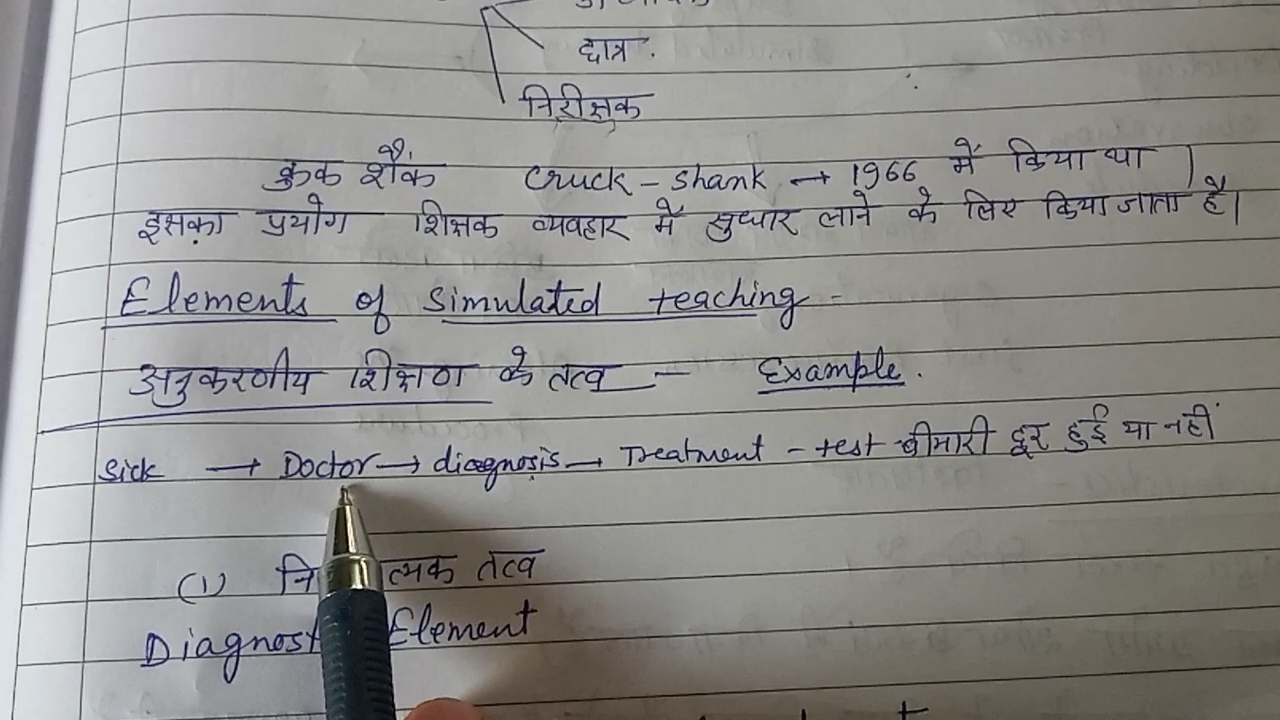 छात्र.
निरीक्षक
क्रुक शैंक Cruck-shank → 1966 में किया था |
इसका प्रयोग शिक्षक व्यवहार में सुधार लाने के लिए किया जाता है।
Elements of Simulated teaching -
अनुकरणीय शिक्षण के तत्व - Example.
Sick → Doctor → diagnosis → Treatment - test बीमारी दूर हुई या नहीं
(1) तत्व
Element